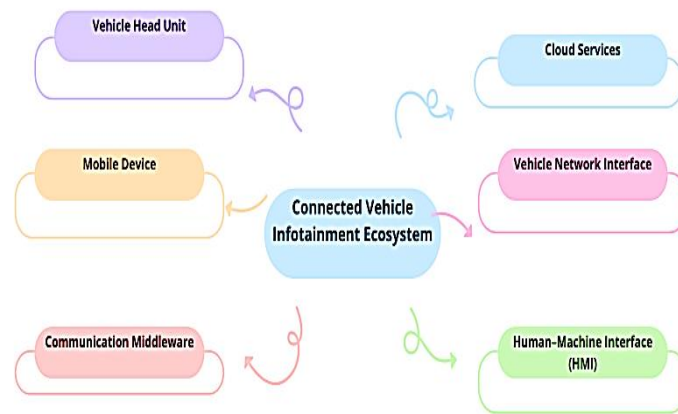 Vehicle Head Unit
Cloud Services
Mobile Device
Vehicle Network Interface
Connected Vehicle
Infotainment Ecosystem
Communication Middleware
Human–Machine Interface
(HMI)